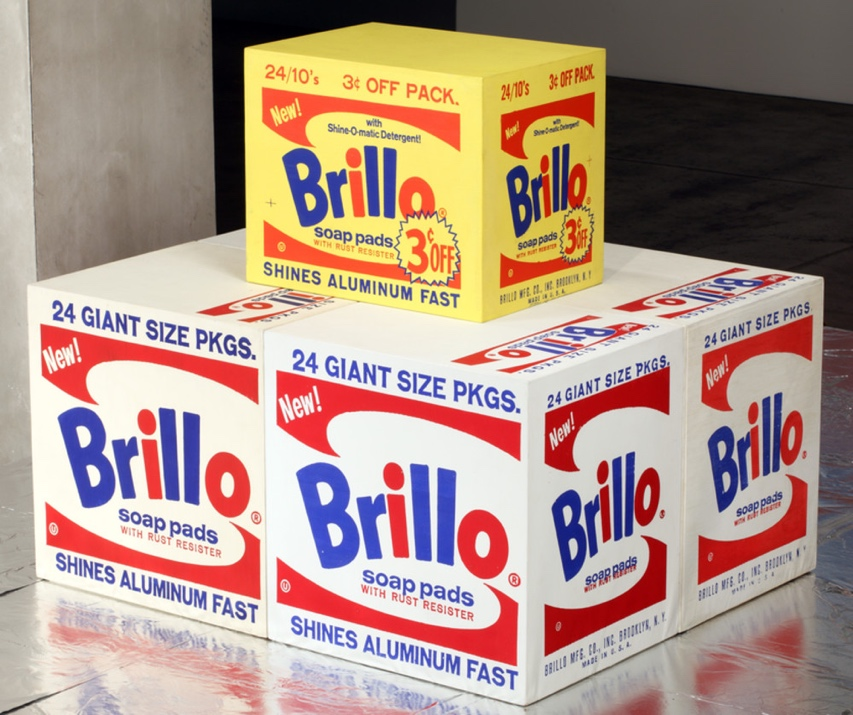 24/10's 3¢ OFF PACK.
New!
with
Shine-O-matic Detergent!
Brillo®
soap pads
WITH RUST RESISTER
3¢ OFF
SHINES ALUMINUM FAST
24/10's 3¢ OFF PACK.
New!
with
Shine-O-matic Detergent!
Brillo
soap pads
WITH RUST RESISTER
3¢ OFF
BRILLO MFG. CO., INC. BROOKLYN, N.Y.
MADE IN U.S.A.
24 GIANT SIZE PKGS.
New!
Brillo®
soap pads
WITH RUST RESISTER
SHINES ALUMINUM FAST
24 GIANT SIZE PKGS.
New!
Brillo®
soap pads
WITH RUST RESISTER
SHINES ALUMINUM FAST
24 GIANT SIZE PKGS.
New!
Brillo®
soap pads
WITH RUST RESISTER
BRILLO MFG. CO., INC. BROOKLYN, N.Y.
MADE IN U.S.A.
24 GIANT SIZE PKGS.
New!
Brillo®
soap pads
WITH RUST RESISTER
BRILLO MFG. CO., INC. BROOKLYN, N.Y.
MADE IN U.S.A.
Brillo
Brillo